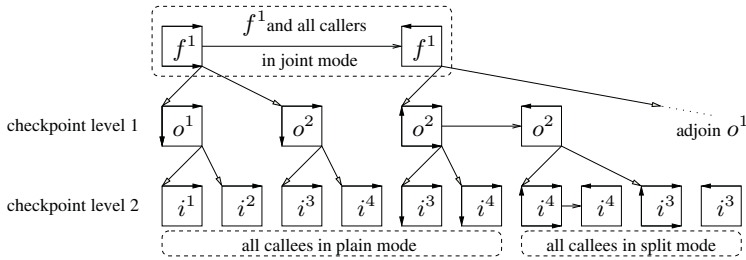 f¹ and all callers
f¹ f¹
in joint mode
checkpoint level 1 o¹ o² o² o² adjoin o¹
checkpoint level 2 i¹ i² i³ i⁴ i³ i⁴ i⁴ i⁴ i³ i³
all callees in plain mode all callees in split mode